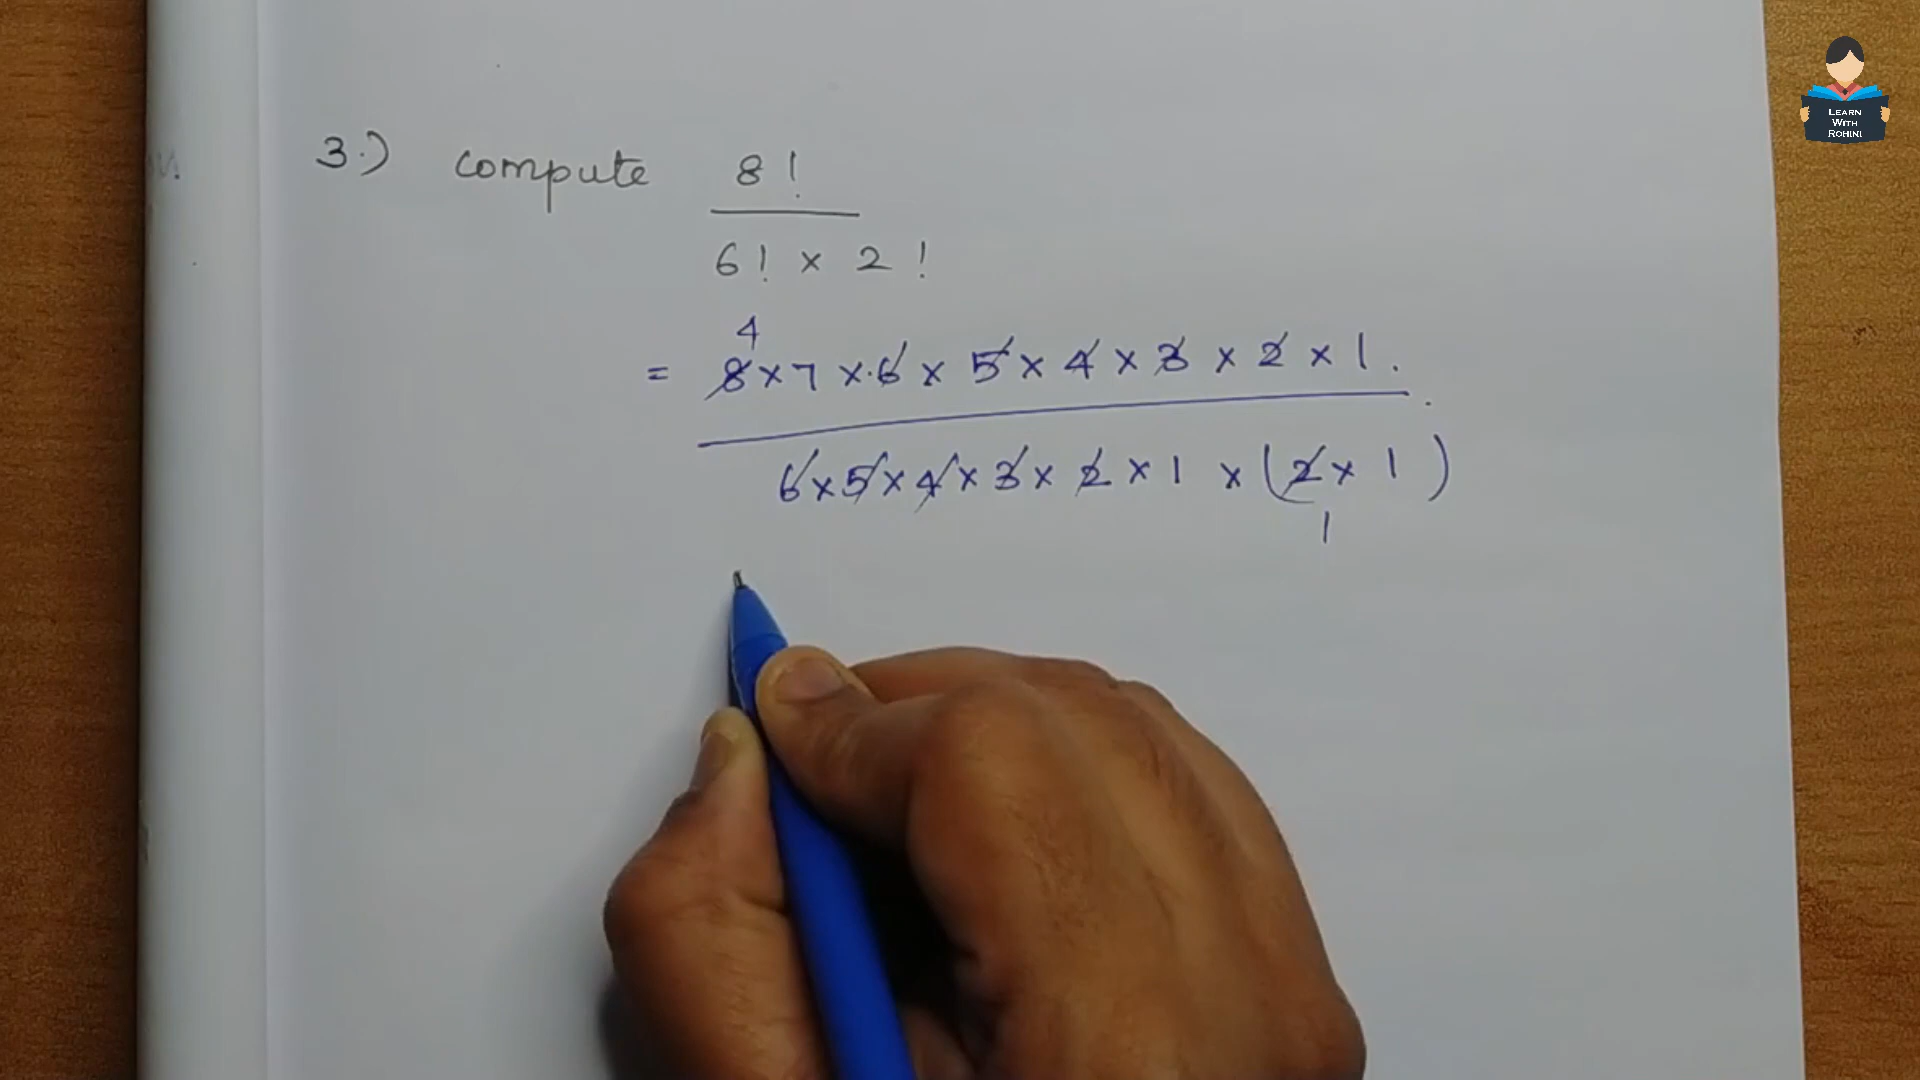 LEARN
WITH
ROHINI
3.) compute 8!
6! × 2!
4
= 8 × 7 × 6 × 5 × 4 × 3 × 2 × 1.
6 × 5 × 4 × 3 × 2 × 1 × (2 × 1)
1